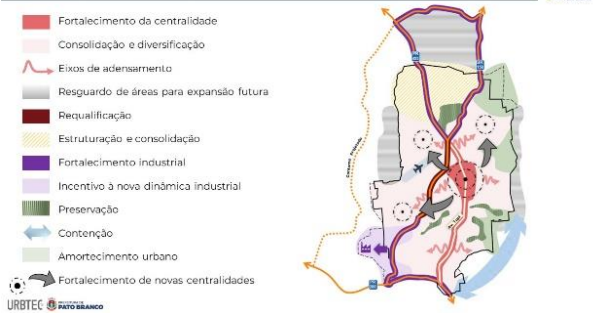 Fortalecimento da centralidade
Consolidação e diversificação
Eixos de adensamento
Resguardo de áreas para expansão futura
Requalificação
Estruturação e consolidação
Fortalecimento industrial
Incentivo à nova dinâmica industrial
Preservação
Contenção
Amortecimento urbano
Fortalecimento de novas centralidades
URBTEC
PATO BRANCO